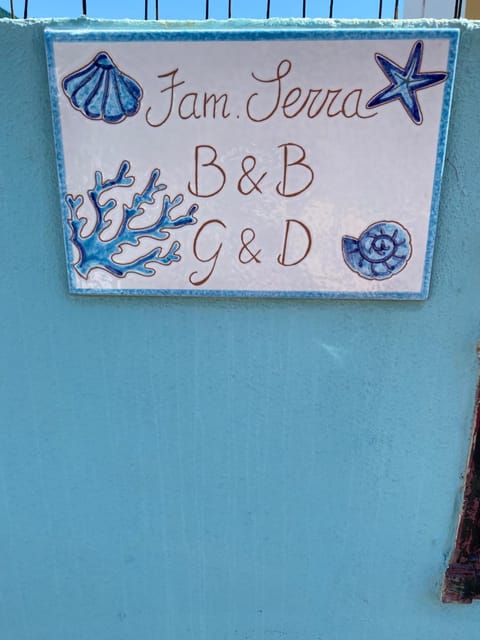 Fam. Serra
B & B
G & D